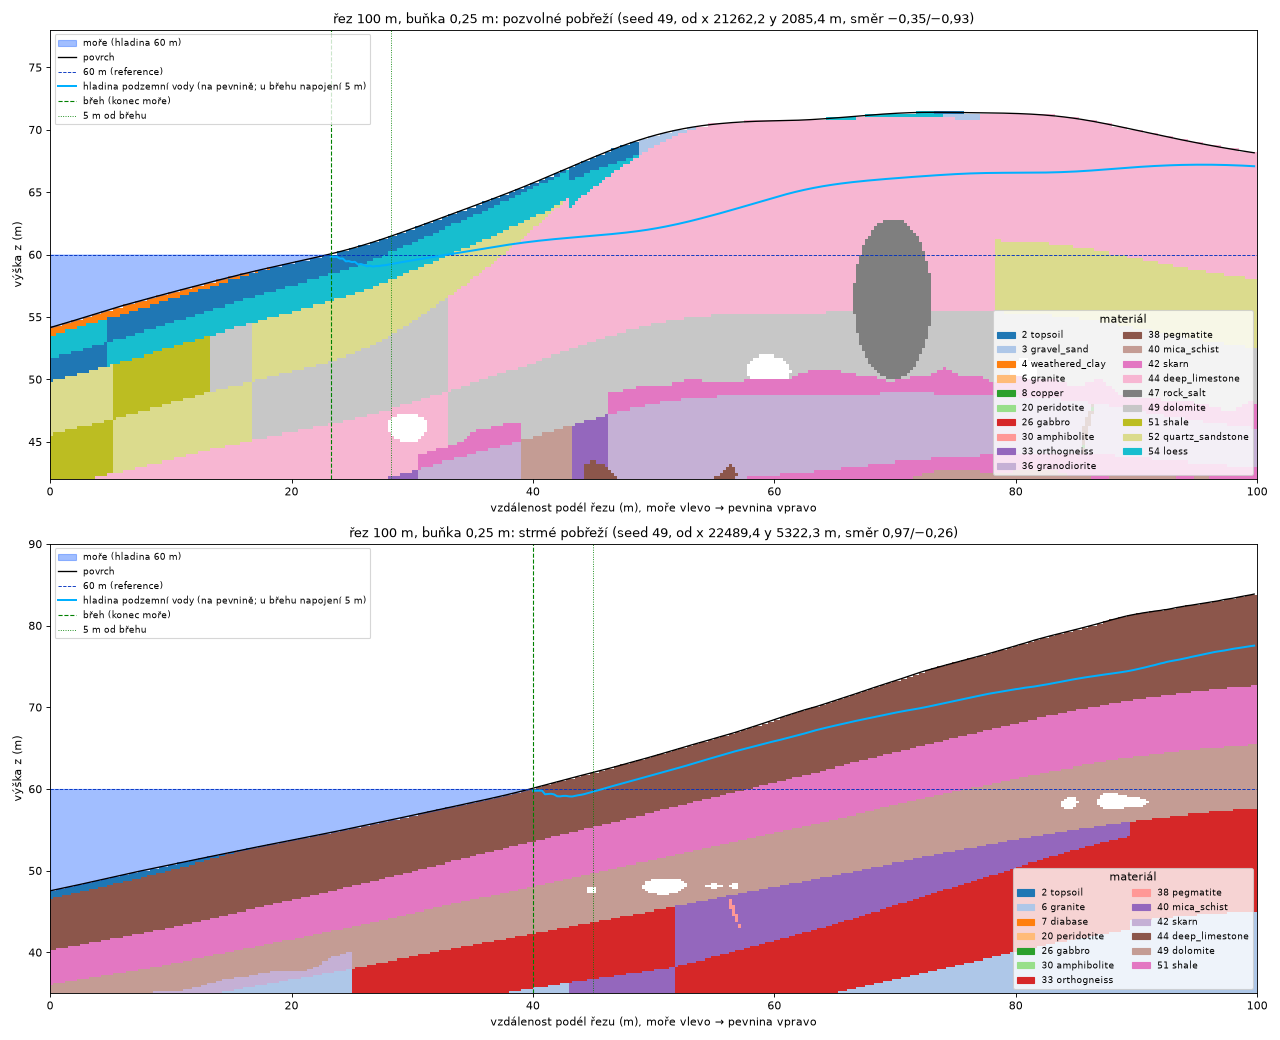 řez 100 m, buňka 0,25 m: pozvolné pobřeží (seed 49, od x 21262,2 y 2085,4 m, směr −0,35/−0,93)
moře (hladina 60 m)
povrch
60 m (reference)
hladina podzemní vody (na pevnině; u břehu napojení 5 m)
břeh (konec moře)
5 m od břehu
výška z (m)
75
70
65
60
55
50
45
materiál
2 topsoil
3 gravel_sand
4 weathered_clay
6 granite
8 copper
20 peridotite
26 gabbro
30 amphibolite
33 orthogneiss
36 granodiorite
38 pegmatite
40 mica_schist
42 skarn
44 deep_limestone
47 rock_salt
49 dolomite
51 shale
52 quartz_sandstone
54 loess
0 20 40 60 80 100
vzdálenost podél řezu (m), moře vlevo → pevnina vpravo
řez 100 m, buňka 0,25 m: strmé pobřeží (seed 49, od x 22489,4 y 5322,3 m, směr 0,97/−0,26)
moře (hladina 60 m)
povrch
60 m (reference)
hladina podzemní vody (na pevnině; u břehu napojení 5 m)
břeh (konec moře)
5 m od břehu
výška z (m)
90
80
70
60
50
40
materiál
2 topsoil
6 granite
7 diabase
20 peridotite
26 gabbro
30 amphibolite
33 orthogneiss
38 pegmatite
40 mica_schist
42 skarn
44 deep_limestone
49 dolomite
51 shale
0 20 40 60 80 100
vzdálenost podél řezu (m), moře vlevo → pevnina vpravo